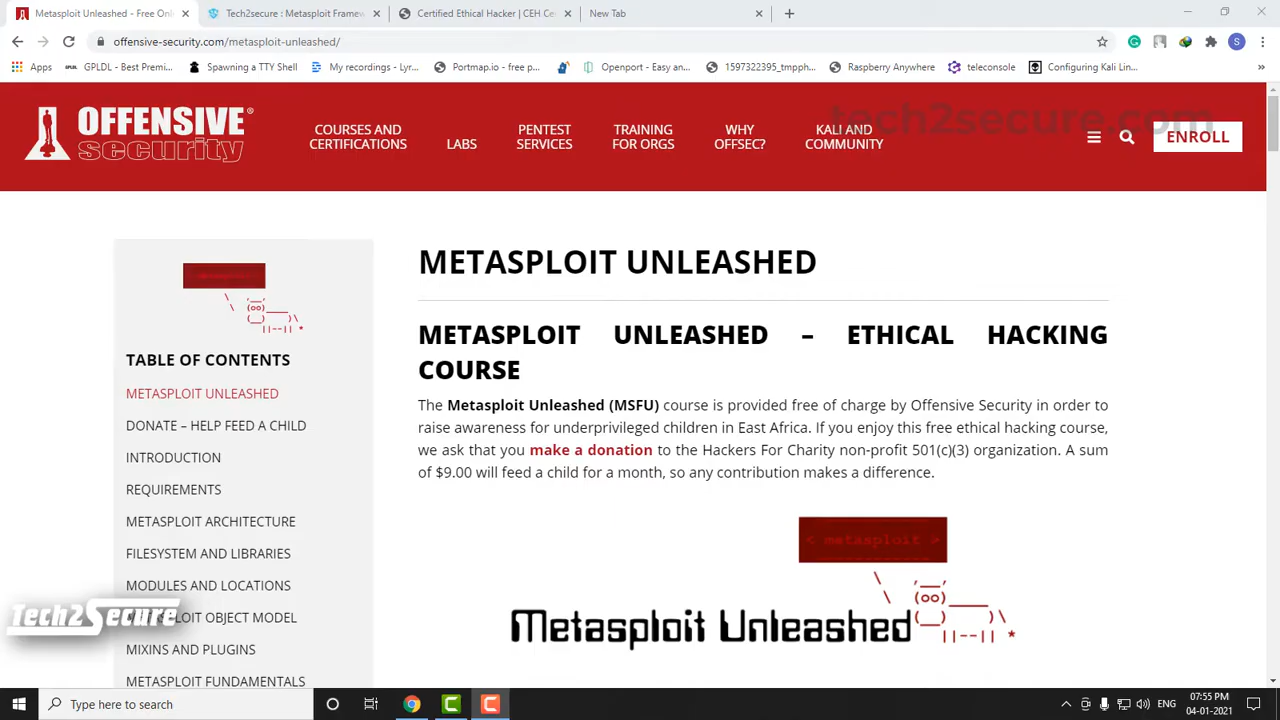 Metasploit Unleashed - Free Onl
Tech2secure : Metasploit Framew
Certified Ethical Hacker | CEH Ce
New Tab
offensive-security.com/metasploit-unleashed/
S
Apps
GPLDL - Best Premi...
Spawning a TTY Shell
My recordings - Lyr...
Portmap.io - free p...
Openport - Easy an...
1597322395_tmpph...
Raspberry Anywhere
teleconsole
Configuring Kali Lin...
»
tech2secure.com
OFFENSIVE®
security
COURSES AND
CERTIFICATIONS
LABS
PENTEST
SERVICES
TRAINING
FOR ORGS
WHY
OFFSEC?
KALI AND
COMMUNITY
ENROLL
TABLE OF CONTENTS
METASPLOIT UNLEASHED
DONATE – HELP FEED A CHILD
INTRODUCTION
REQUIREMENTS
METASPLOIT ARCHITECTURE
FILESYSTEM AND LIBRARIES
MODULES AND LOCATIONS
OBJECT MODEL
MIXINS AND PLUGINS
METASPLOIT FUNDAMENTALS
METASPLOIT UNLEASHED
METASPLOIT UNLEASHED – ETHICAL HACKING
COURSE
The Metasploit Unleashed (MSFU) course is provided free of charge by Offensive Security in order to
raise awareness for underprivileged children in East Africa. If you enjoy this free ethical hacking course,
we ask that you make a donation to the Hackers For Charity non-profit 501(c)(3) organization. A sum
of $9.00 will feed a child for a month, so any contribution makes a difference.
< metasploit >
Metasploit Unleashed
Tech2Secure
Type here to search
ENG
07:55 PM
04-01-2021